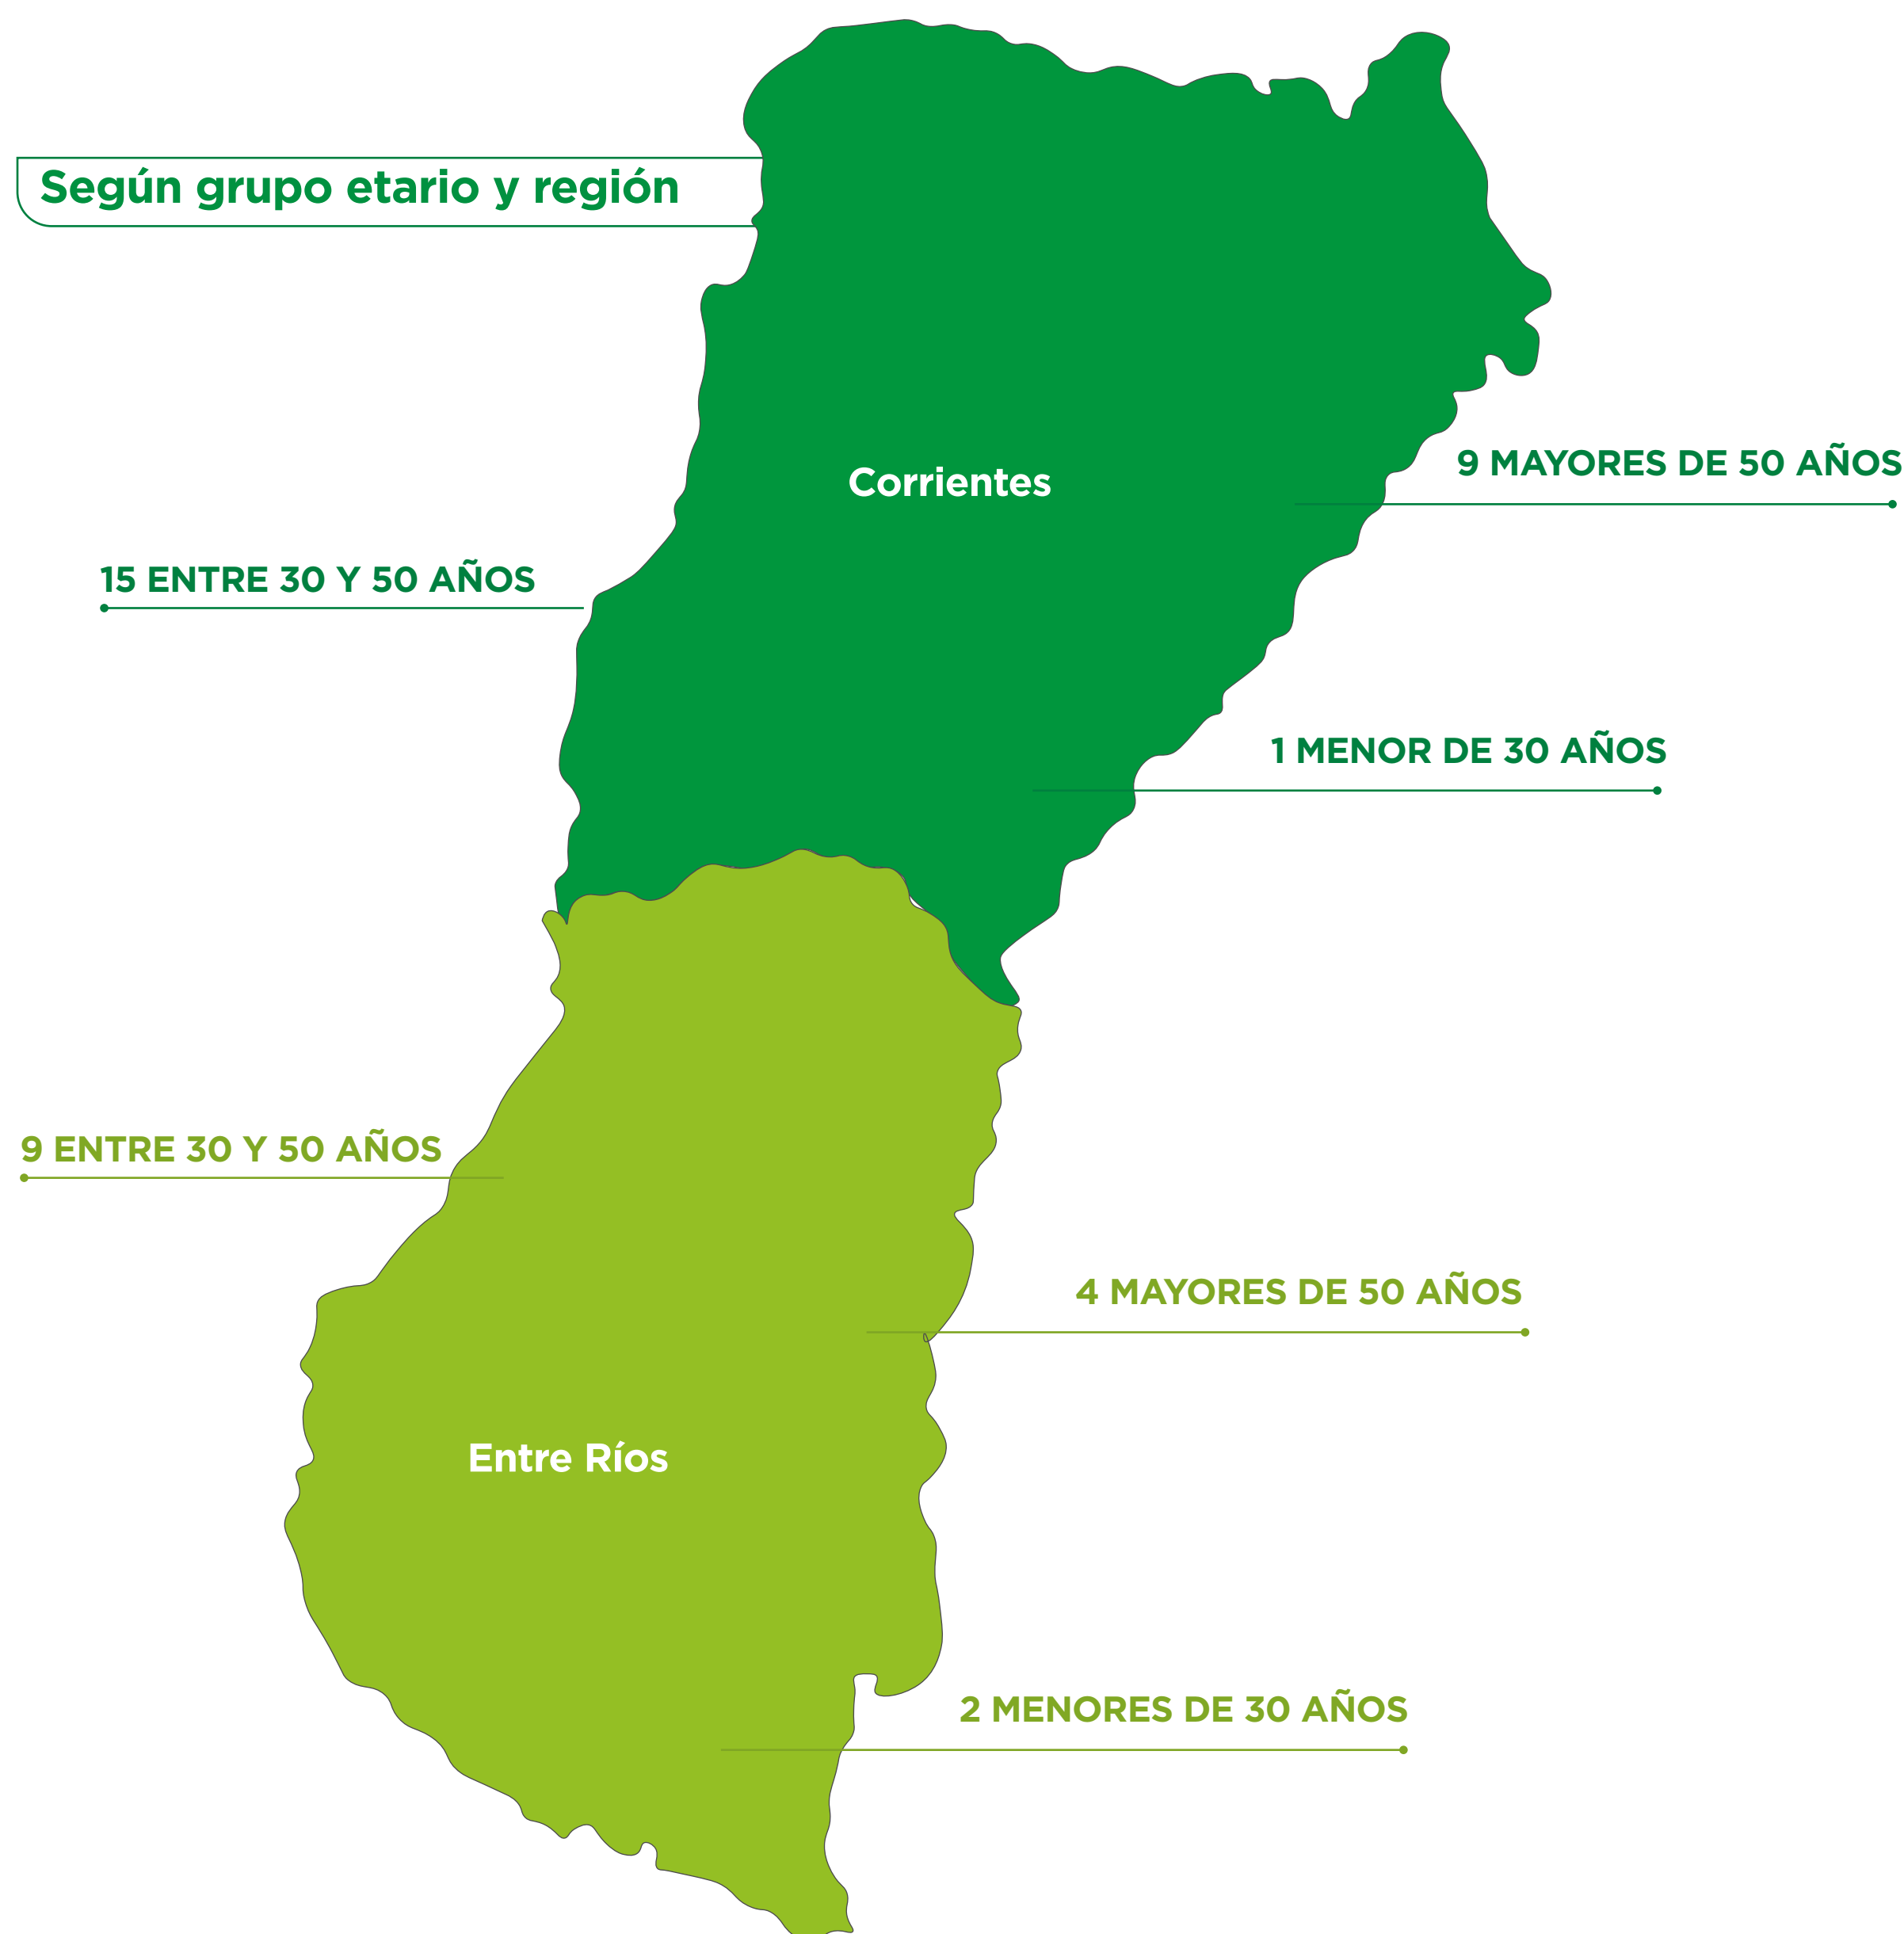 Según grupo etario y región
Corrientes
9 MAYORES DE 50 AÑOS
15 ENTRE 30 Y 50 AÑOS
1 MENOR DE 30 AÑOS
9 ENTRE 30 Y 50 AÑOS
4 MAYORES DE 50 AÑOS
Entre Ríos
2 MENORES DE 30 AÑOS